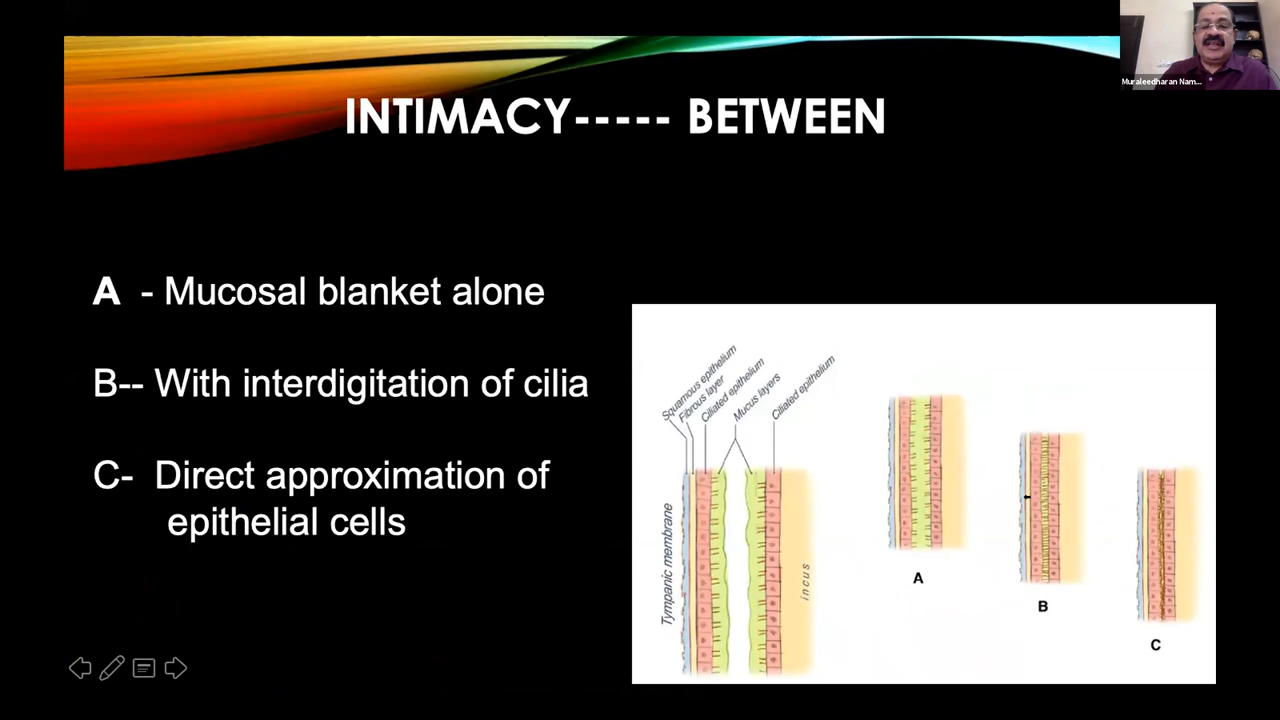 Muraleedharan Nam...
INTIMACY----- BETWEEN
A - Mucosal blanket alone
B-- With interdigitation of cilia
C- Direct approximation of
epithelial cells
Squamous epithelium
Fibrous layer
Ciliated epithelium
Mucus layers
Ciliated epithelium
Tympanic membrane
incus
A
B
C